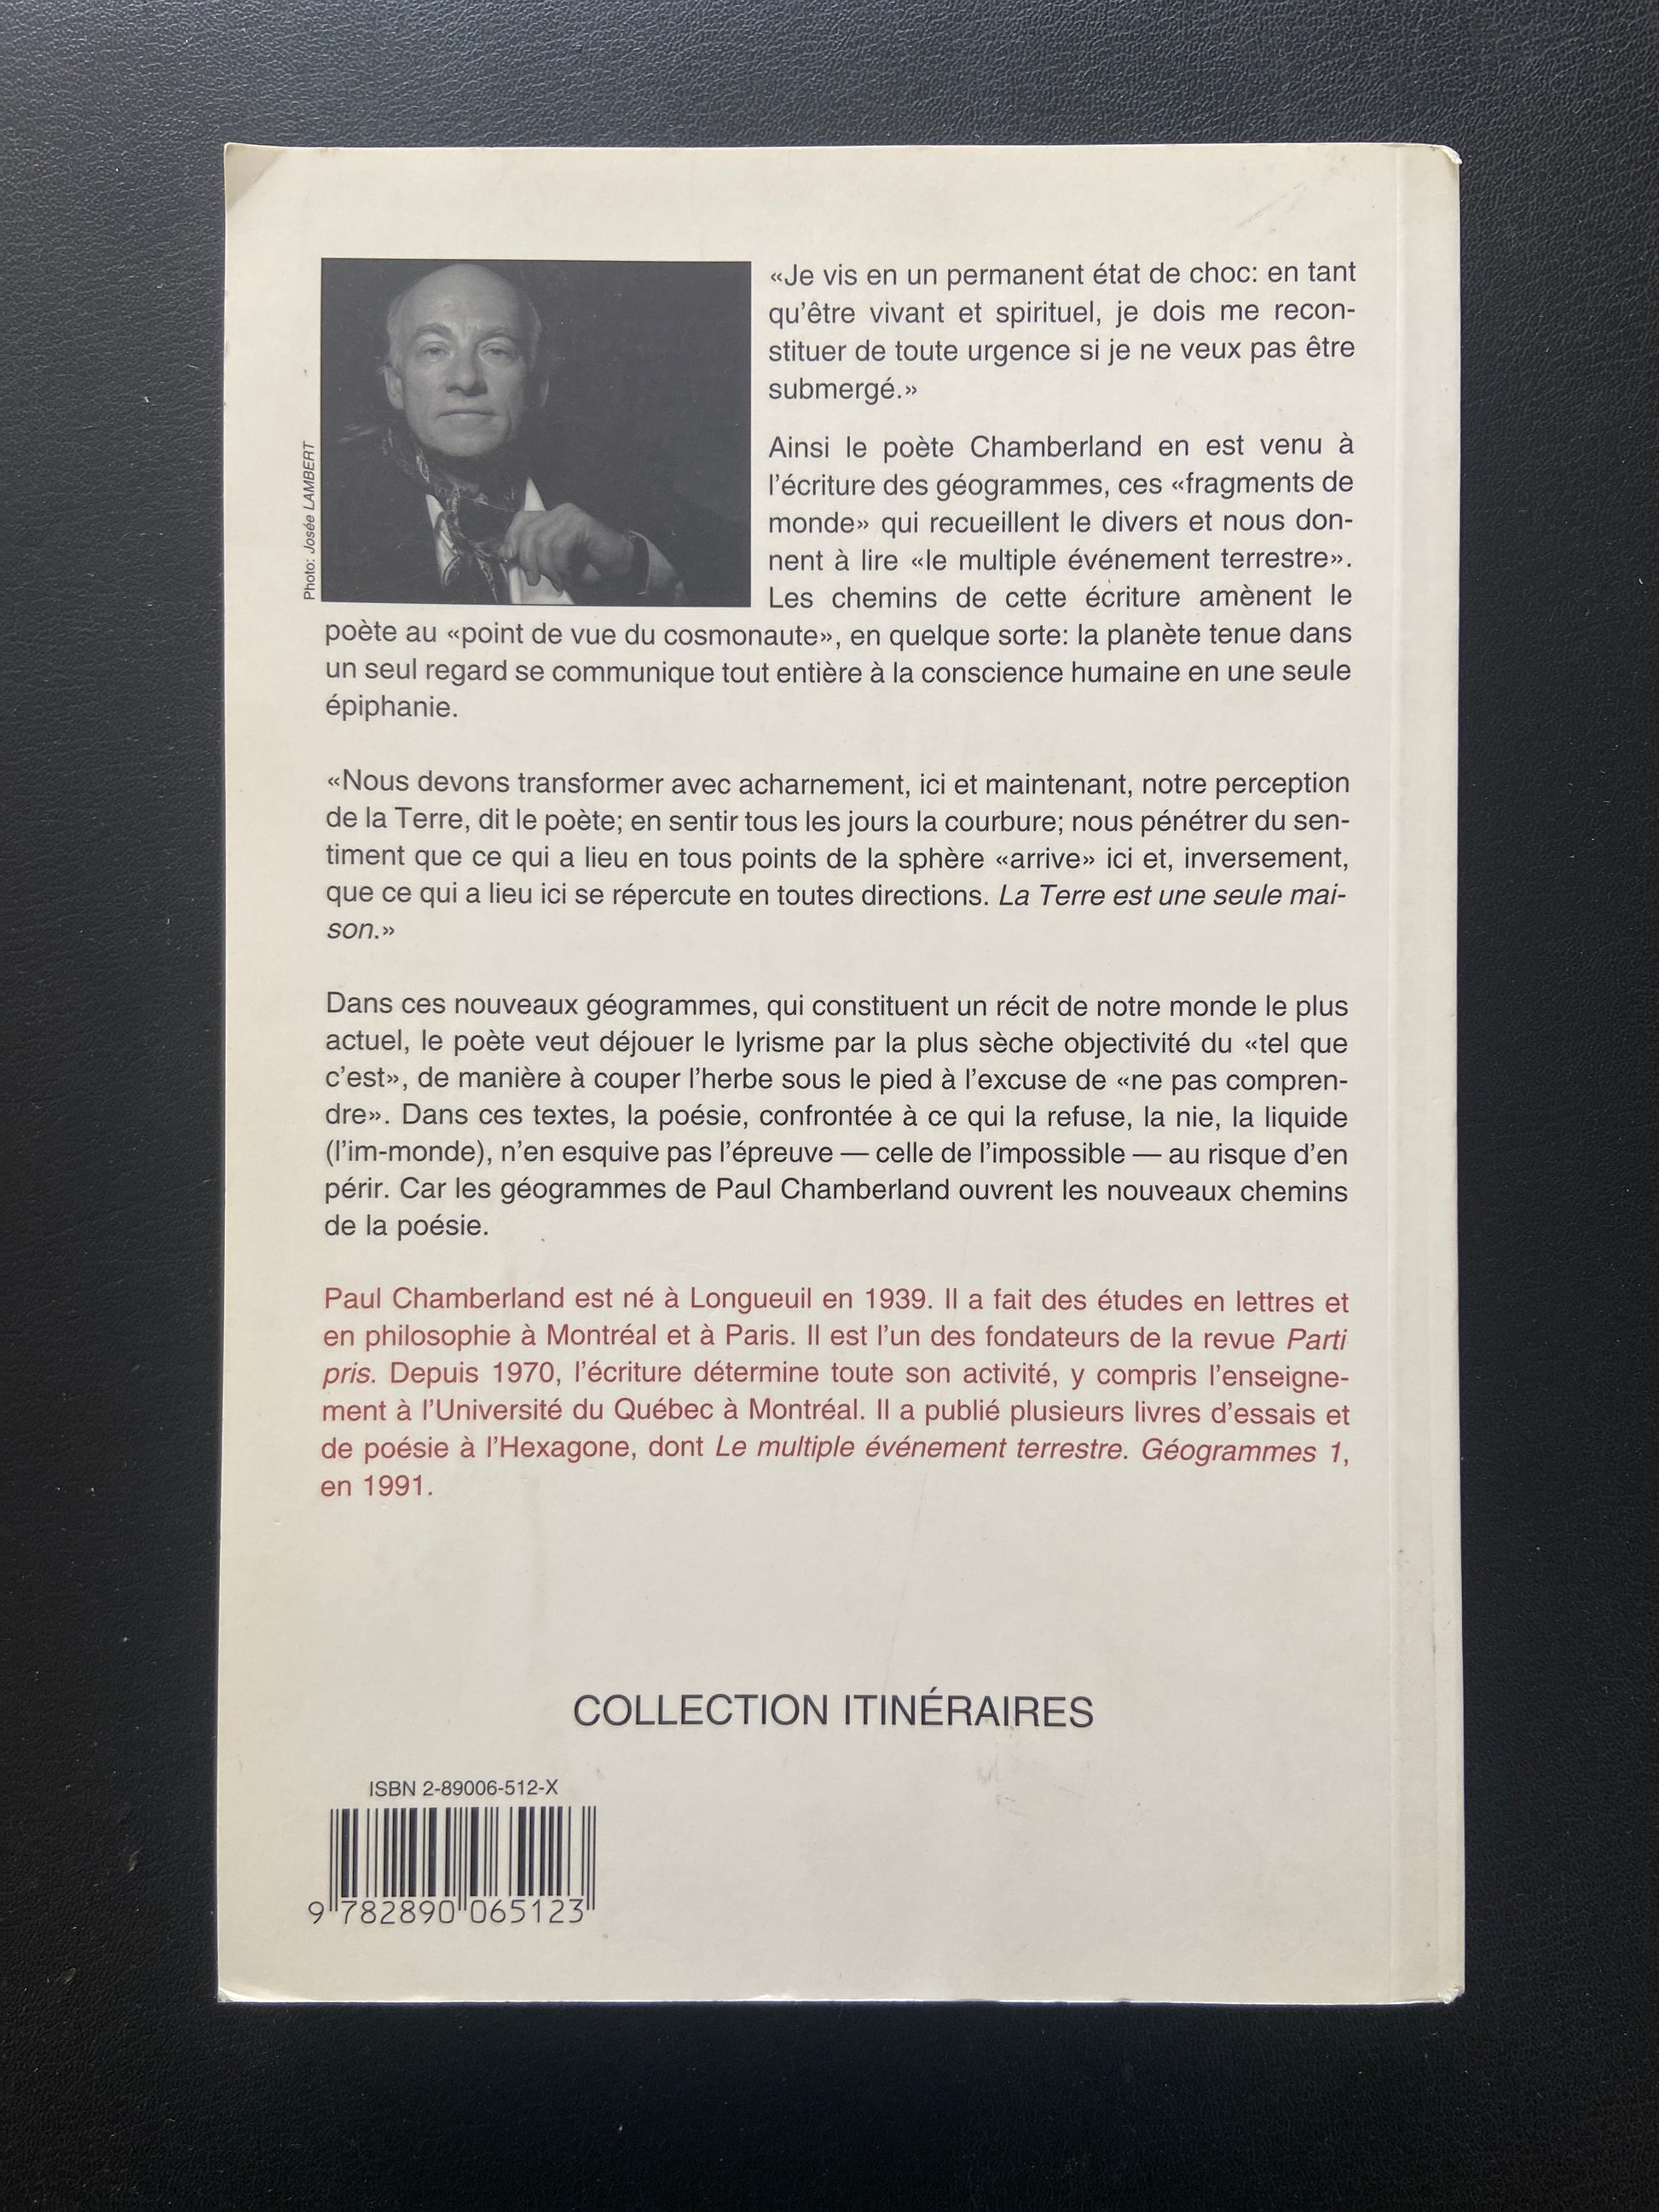 «Je vis en un permanent état de choc: en tant
qu’être vivant et spirituel, je dois me recon-
stituer de toute urgence si je ne veux pas être
submergé.»
Ainsi le poète Chamberland en est venu à
l’écriture des géogrammes, ces «fragments de
monde» qui recueillent le divers et nous don-
nent à lire «le multiple événement terrestre».
Les chemins de cette écriture amènent le
Photo: Josée LAMBERT
poète au «point de vue du cosmonaute», en quelque sorte: la planète tenue dans
un seul regard se communique tout entière à la conscience humaine en une seule
épiphanie.
«Nous devons transformer avec acharnement, ici et maintenant, notre perception
de la Terre, dit le poète; en sentir tous les jours la courbure; nous pénétrer du sen-
timent que ce qui a lieu en tous points de la sphère «arrive» ici et, inversement,
que ce qui a lieu ici se répercute en toutes directions. La Terre est une seule mai-
son.»
Dans ces nouveaux géogrammes, qui constituent un récit de notre monde le plus
actuel, le poète veut déjouer le lyrisme par la plus sèche objectivité du «tel que
c’est», de manière à couper l’herbe sous le pied à l’excuse de «ne pas compren-
dre». Dans ces textes, la poésie, confrontée à ce qui la refuse, la nie, la liquide
(l’im-monde), n’en esquive pas l’épreuve — celle de l’impossible — au risque d’en
périr. Car les géogrammes de Paul Chamberland ouvrent les nouveaux chemins
de la poésie.
Paul Chamberland est né à Longueuil en 1939. Il a fait des études en lettres et
en philosophie à Montréal et à Paris. Il est l’un des fondateurs de la revue Parti
pris. Depuis 1970, l’écriture détermine toute son activité, y compris l’enseigne-
ment à l’Université du Québec à Montréal. Il a publié plusieurs livres d’essais et
de poésie à l’Hexagone, dont Le multiple événement terrestre. Géogrammes 1,
en 1991.
COLLECTION ITINÉRAIRES
ISBN 2-89006-512-X
9 782890 065123